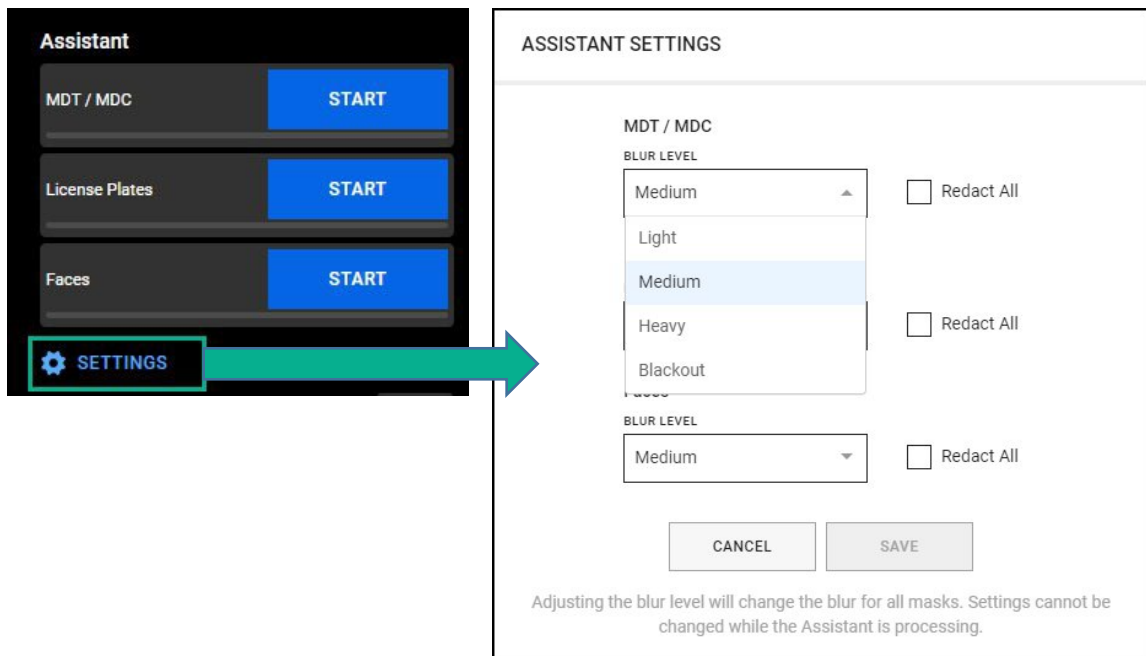 Assistant
MDT / MDC
START
License Plates
START
Faces
START
SETTINGS
ASSISTANT SETTINGS
MDT / MDC
BLUR LEVEL
Medium
Redact All
Light
Medium
Heavy
Redact All
Blackout
Faces
BLUR LEVEL
Medium
Redact All
CANCEL
SAVE
Adjusting the blur level will change the blur for all masks. Settings cannot be
changed while the Assistant is processing.